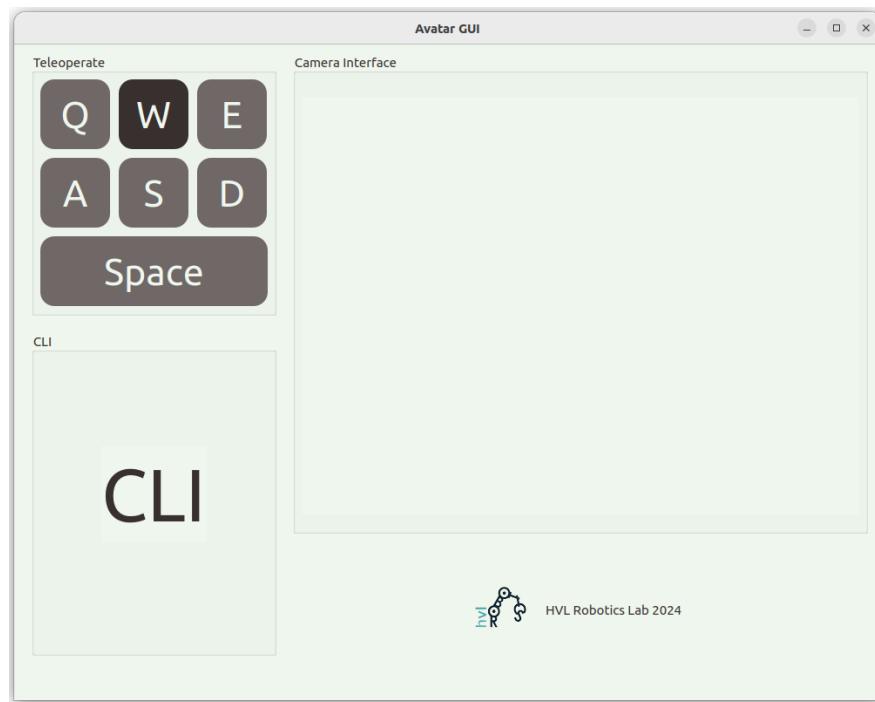 Avatar GUI
Teleoperate
Q W E
A S D
Space
CLI
CLI
Camera Interface
hvl R
HVL Robotics Lab 2024